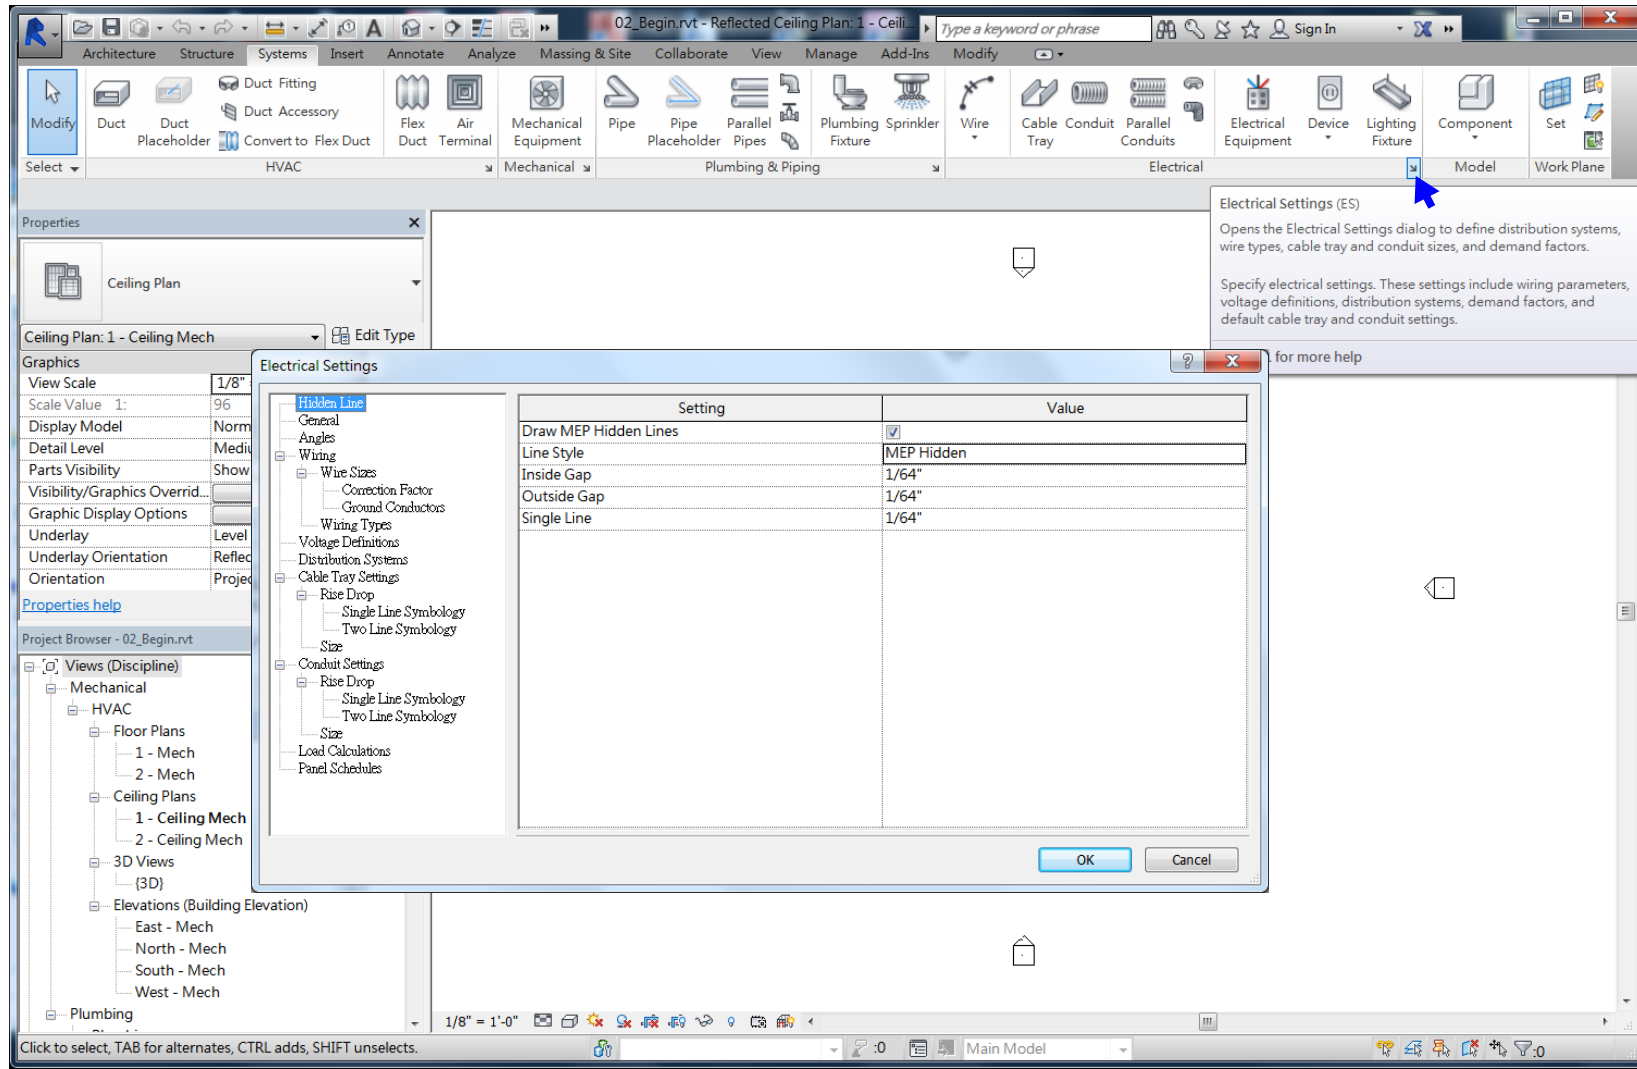 02_Begin.rvt - Reflected Ceiling Plan: 1 - Ceili...
Type a keyword or phrase
Sign In
Architecture Structure Systems Insert Annotate Analyze Massing & Site Collaborate View Manage Add-Ins Modify
Modify
Duct
Duct Placeholder
Duct Fitting
Duct Accessory
Convert to Flex Duct
Flex Duct
Air Terminal
Mechanical Equipment
Pipe
Pipe Placeholder
Parallel Pipes
Plumbing Fixture
Sprinkler
Wire
Cable Tray
Conduit
Parallel Conduits
Electrical Equipment
Device
Lighting Fixture
Component
Set
Select HVAC Mechanical Plumbing & Piping Electrical Model Work Plane
Electrical Settings (ES)
Opens the Electrical Settings dialog to define distribution systems,
wire types, cable tray and conduit sizes, and demand factors.
Specify electrical settings. These settings include wiring parameters,
voltage definitions, distribution systems, demand factors, and
default cable tray and conduit settings.
for more help
Properties
Ceiling Plan
Ceiling Plan: 1 - Ceiling Mech
Edit Type
Graphics
View Scale 1/8"
Scale Value 1: 96
Display Model Norm
Detail Level Mediu
Parts Visibility Show
Visibility/Graphics Overrid...
Graphic Display Options
Underlay Level
Underlay Orientation Reflec
Orientation Projec
Properties help
Project Browser - 02_Begin.rvt
Views (Discipline)
Mechanical
HVAC
Floor Plans
1 - Mech
2 - Mech
Ceiling Plans
1 - Ceiling Mech
2 - Ceiling Mech
3D Views
{3D}
Elevations (Building Elevation)
East - Mech
North - Mech
South - Mech
West - Mech
Plumbing
Electrical Settings
Hidden Line
General
Angles
Wiring
Wire Sizes
Correction Factor
Ground Conductors
Wiring Types
Voltage Definitions
Distribution Systems
Cable Tray Settings
Rise Drop
Single Line Symbology
Two Line Symbology
Size
Conduit Settings
Rise Drop
Single Line Symbology
Two Line Symbology
Size
Load Calculations
Panel Schedules
Setting Value
Draw MEP Hidden Lines
Line Style MEP Hidden
Inside Gap 1/64"
Outside Gap 1/64"
Single Line 1/64"
OK
Cancel
1/8" = 1'-0"
Click to select, TAB for alternates, CTRL adds, SHIFT unselects.
:0
Main Model
:0